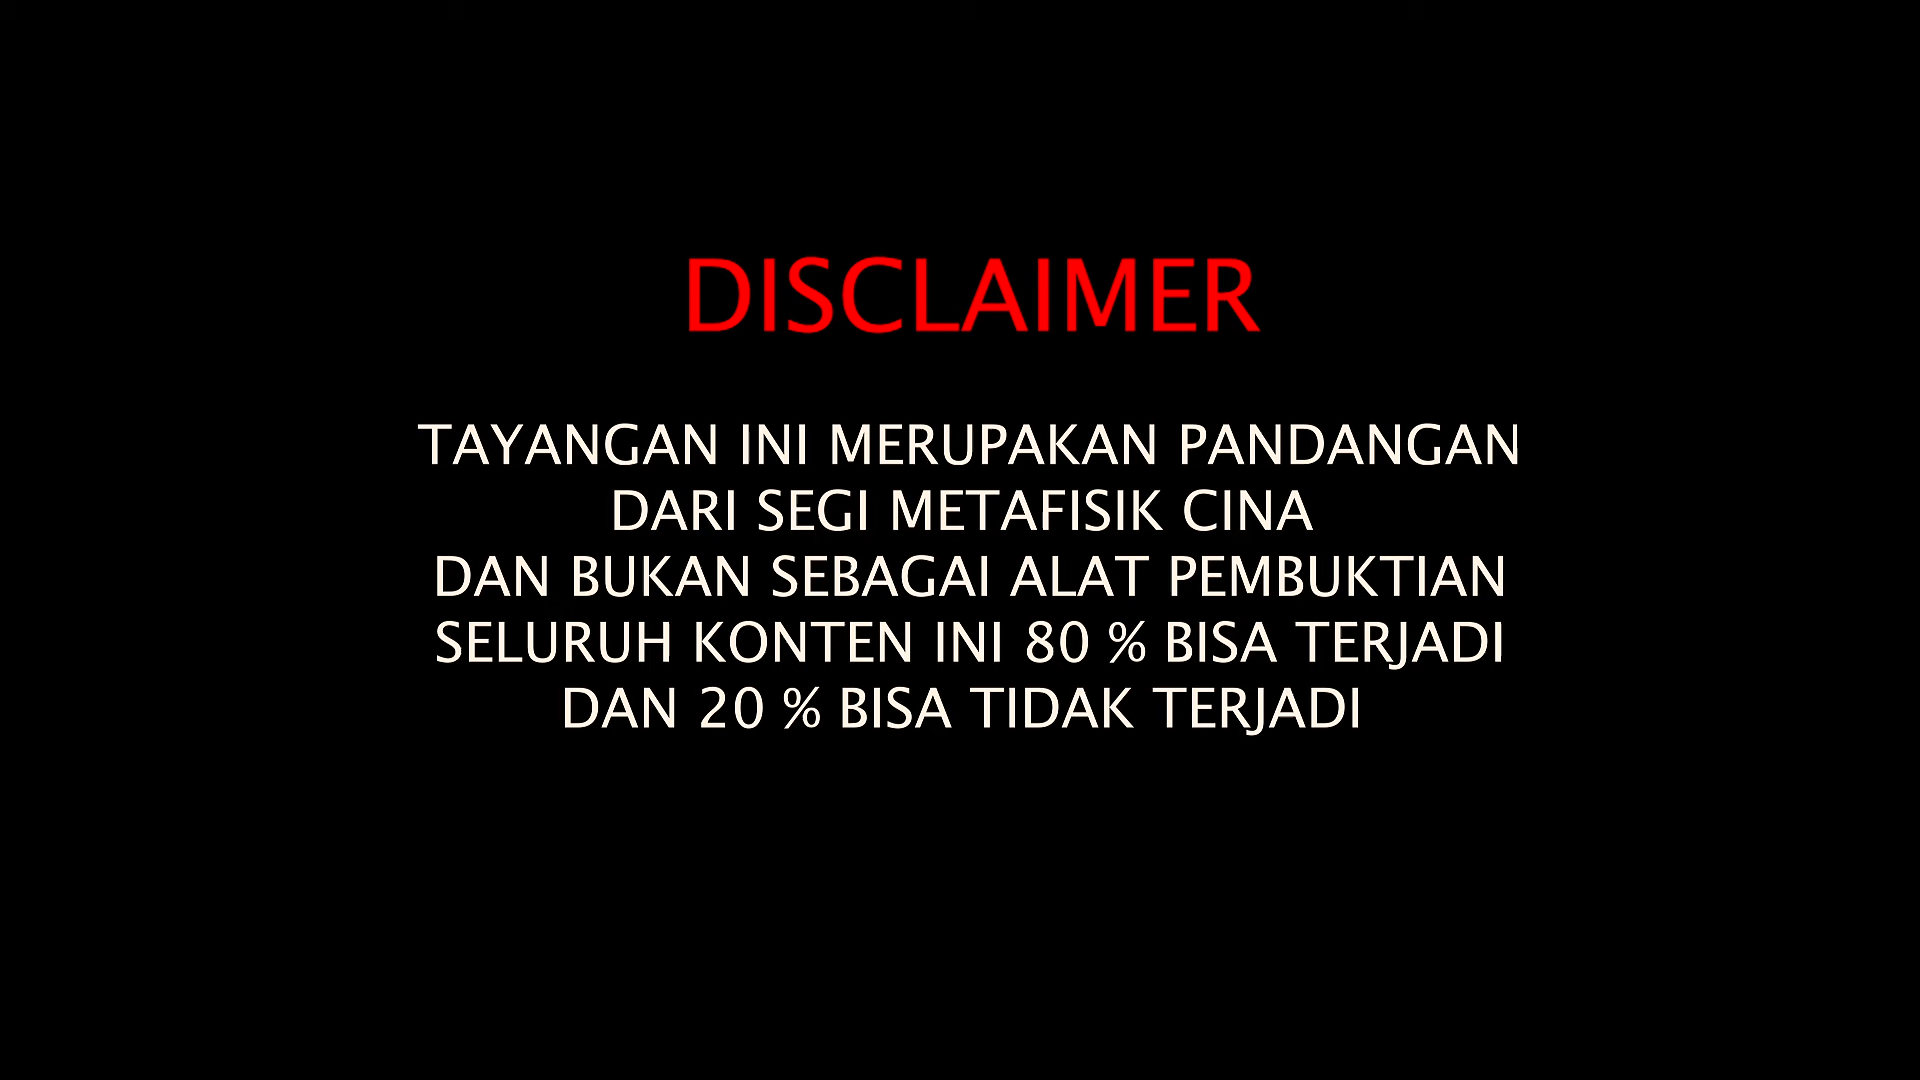 DISCLAIMER
TAYANGAN INI MERUPAKAN PANDANGAN
DARI SEGI METAFISIK CINA
DAN BUKAN SEBAGAI ALAT PEMBUKTIAN
SELURUH KONTEN INI 80 % BISA TERJADI
DAN 20 % BISA TIDAK TERJADI